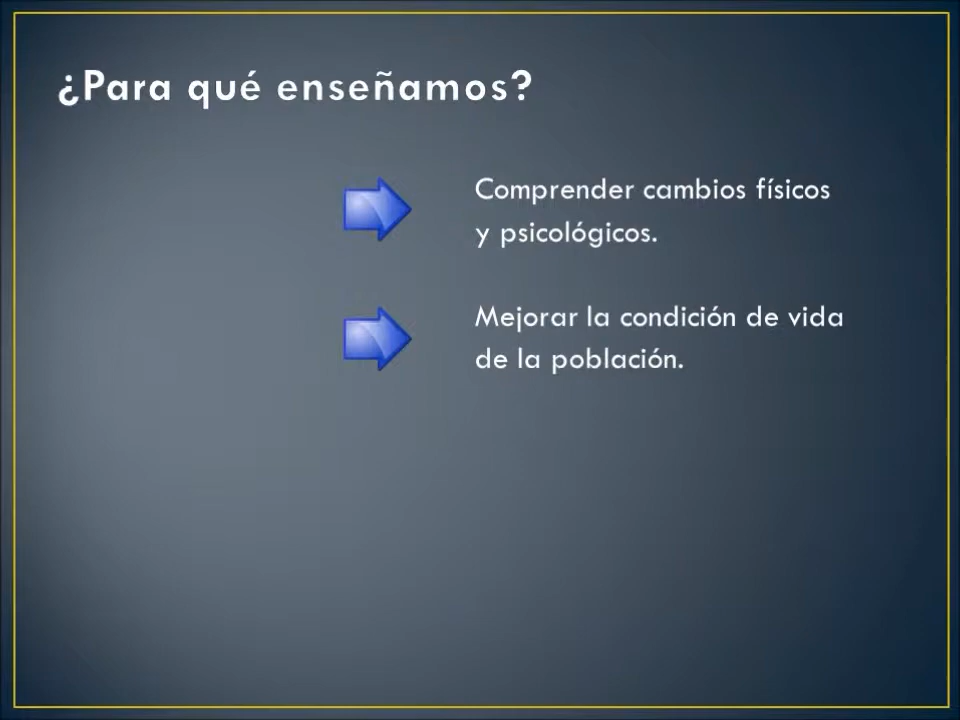 ¿Para qué enseñamos?
Comprender cambios físicos
y psicológicos.
Mejorar la condición de vida
de la población.